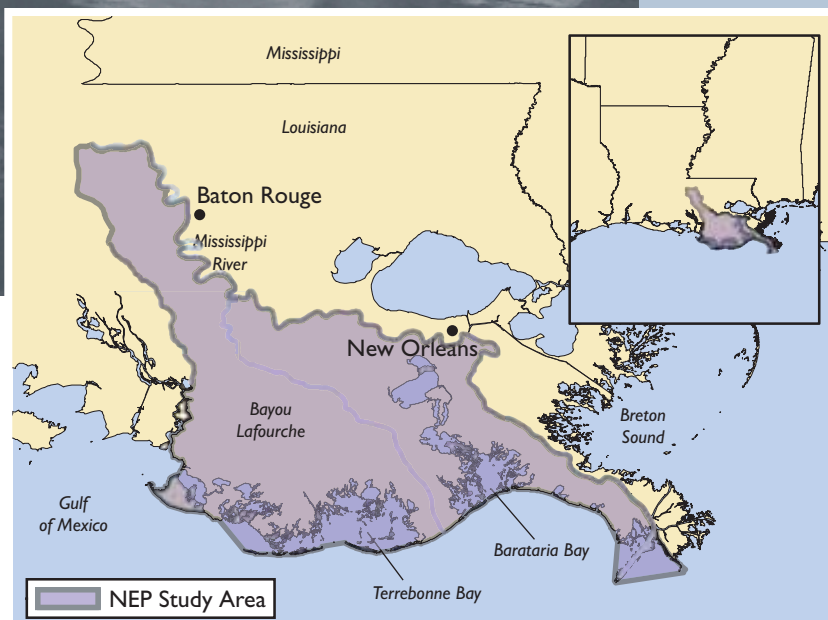 Mississippi
Louisiana
Baton Rouge
Mississippi
River
New Orleans
Bayou
Lafourche
Breton
Sound
Gulf
of Mexico
Barataria Bay
Terrebonne Bay
NEP Study Area